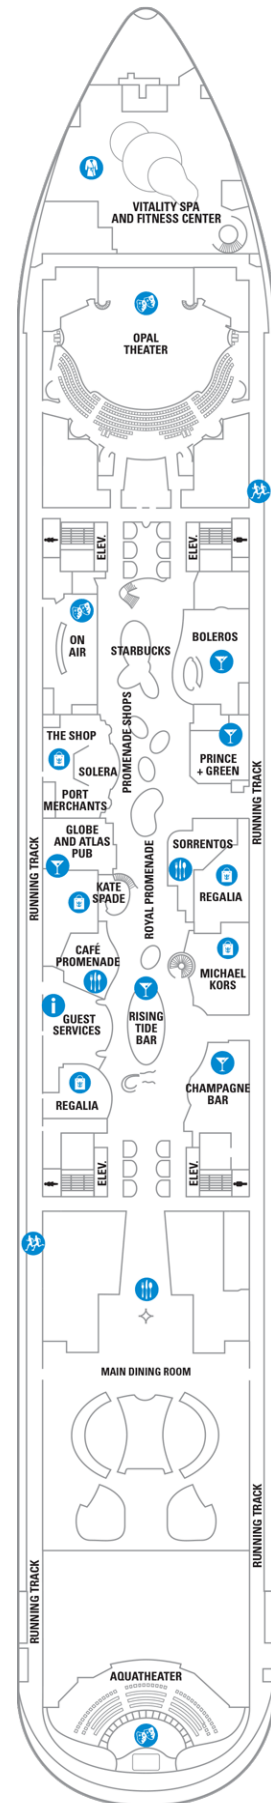 VITALITY SPA
AND FITNESS CENTER
OPAL
THEATER
ELEV.
ELEV.
ON
AIR
STARBUCKS
BOLEROS
PROMENADE SHOPS
THE SHOP
SOLERA
PORT
MERCHANTS
PRINCE
+ GREEN
RUNNING TRACK
GLOBE
AND ATLAS
PUB
KATE
SPADE
ROYAL PROMENADE
SORRENTOS
REGALIA
RUNNING TRACK
CAFÉ
PROMENADE
MICHAEL
KORS
GUEST
SERVICES
RISING
TIDE
BAR
REGALIA
CHAMPAGNE
BAR
ELEV.
ELEV.
MAIN DINING ROOM
RUNNING TRACK
RUNNING TRACK
AQUATHEATER